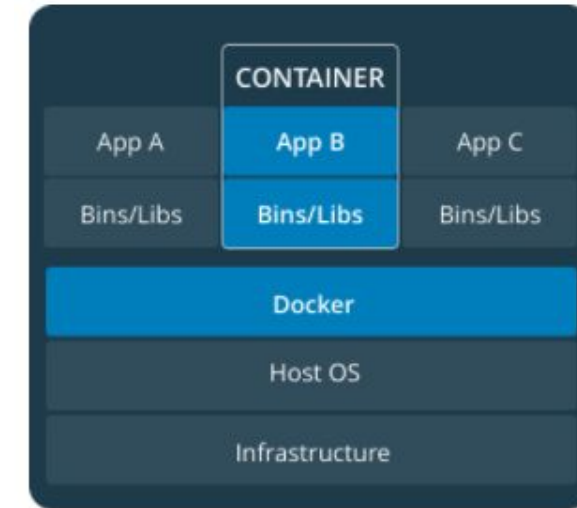 CONTAINER
App A App B App C
Bins/Libs Bins/Libs Bins/Libs
Docker
Host OS
Infrastructure